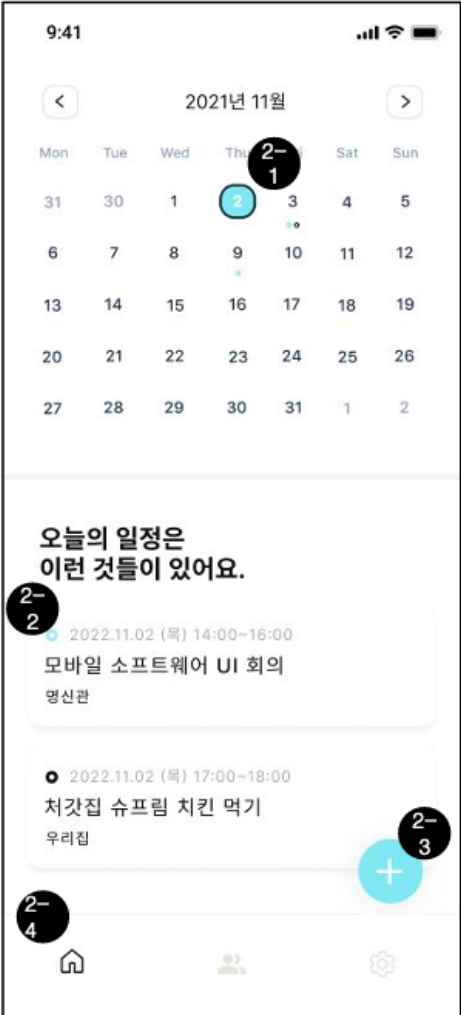 9:41
2021년 11월
Mon Tue Wed Thu Sat Sun
2-1
31 30 1 2 3 4 5
6 7 8 9 10 11 12
13 14 15 16 17 18 19
20 21 22 23 24 25 26
27 28 29 30 31 1 2
오늘의 일정은
이런 것들이 있어요.
2-2
2022.11.02 (목) 14:00~16:00
모바일 소프트웨어 UI 회의
명신관
2022.11.02 (목) 17:00~18:00
처갓집 슈프림 치킨 먹기
우리집
2-3
2-4